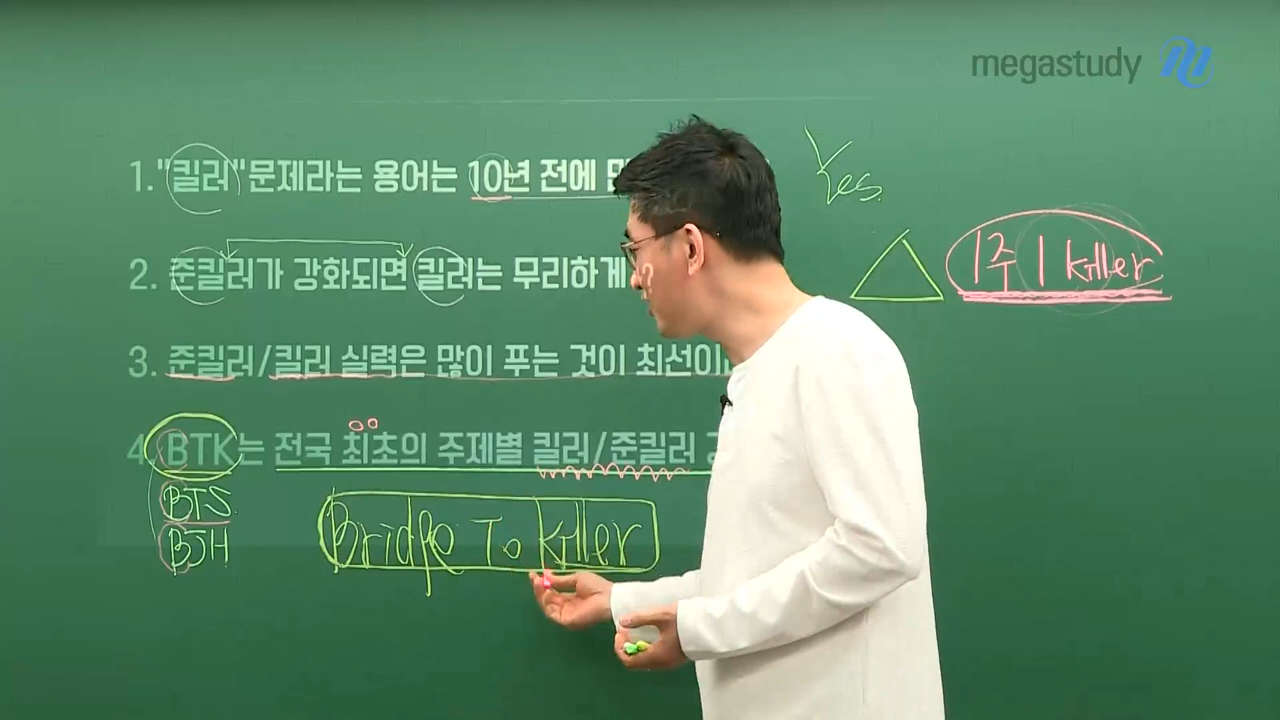 megastudy
1."킬러"문제라는 용어는 10년 전에
Yes.
2. 준킬러가 강화되면 킬러는 무리하게
1주 1 killer
3. 준킬러/킬러 실력은 많이 푸는 것이 최선이
4. BTK는 전국 최초의 주제별 킬러/준킬러
BTS
BJH
Bridge To Killer